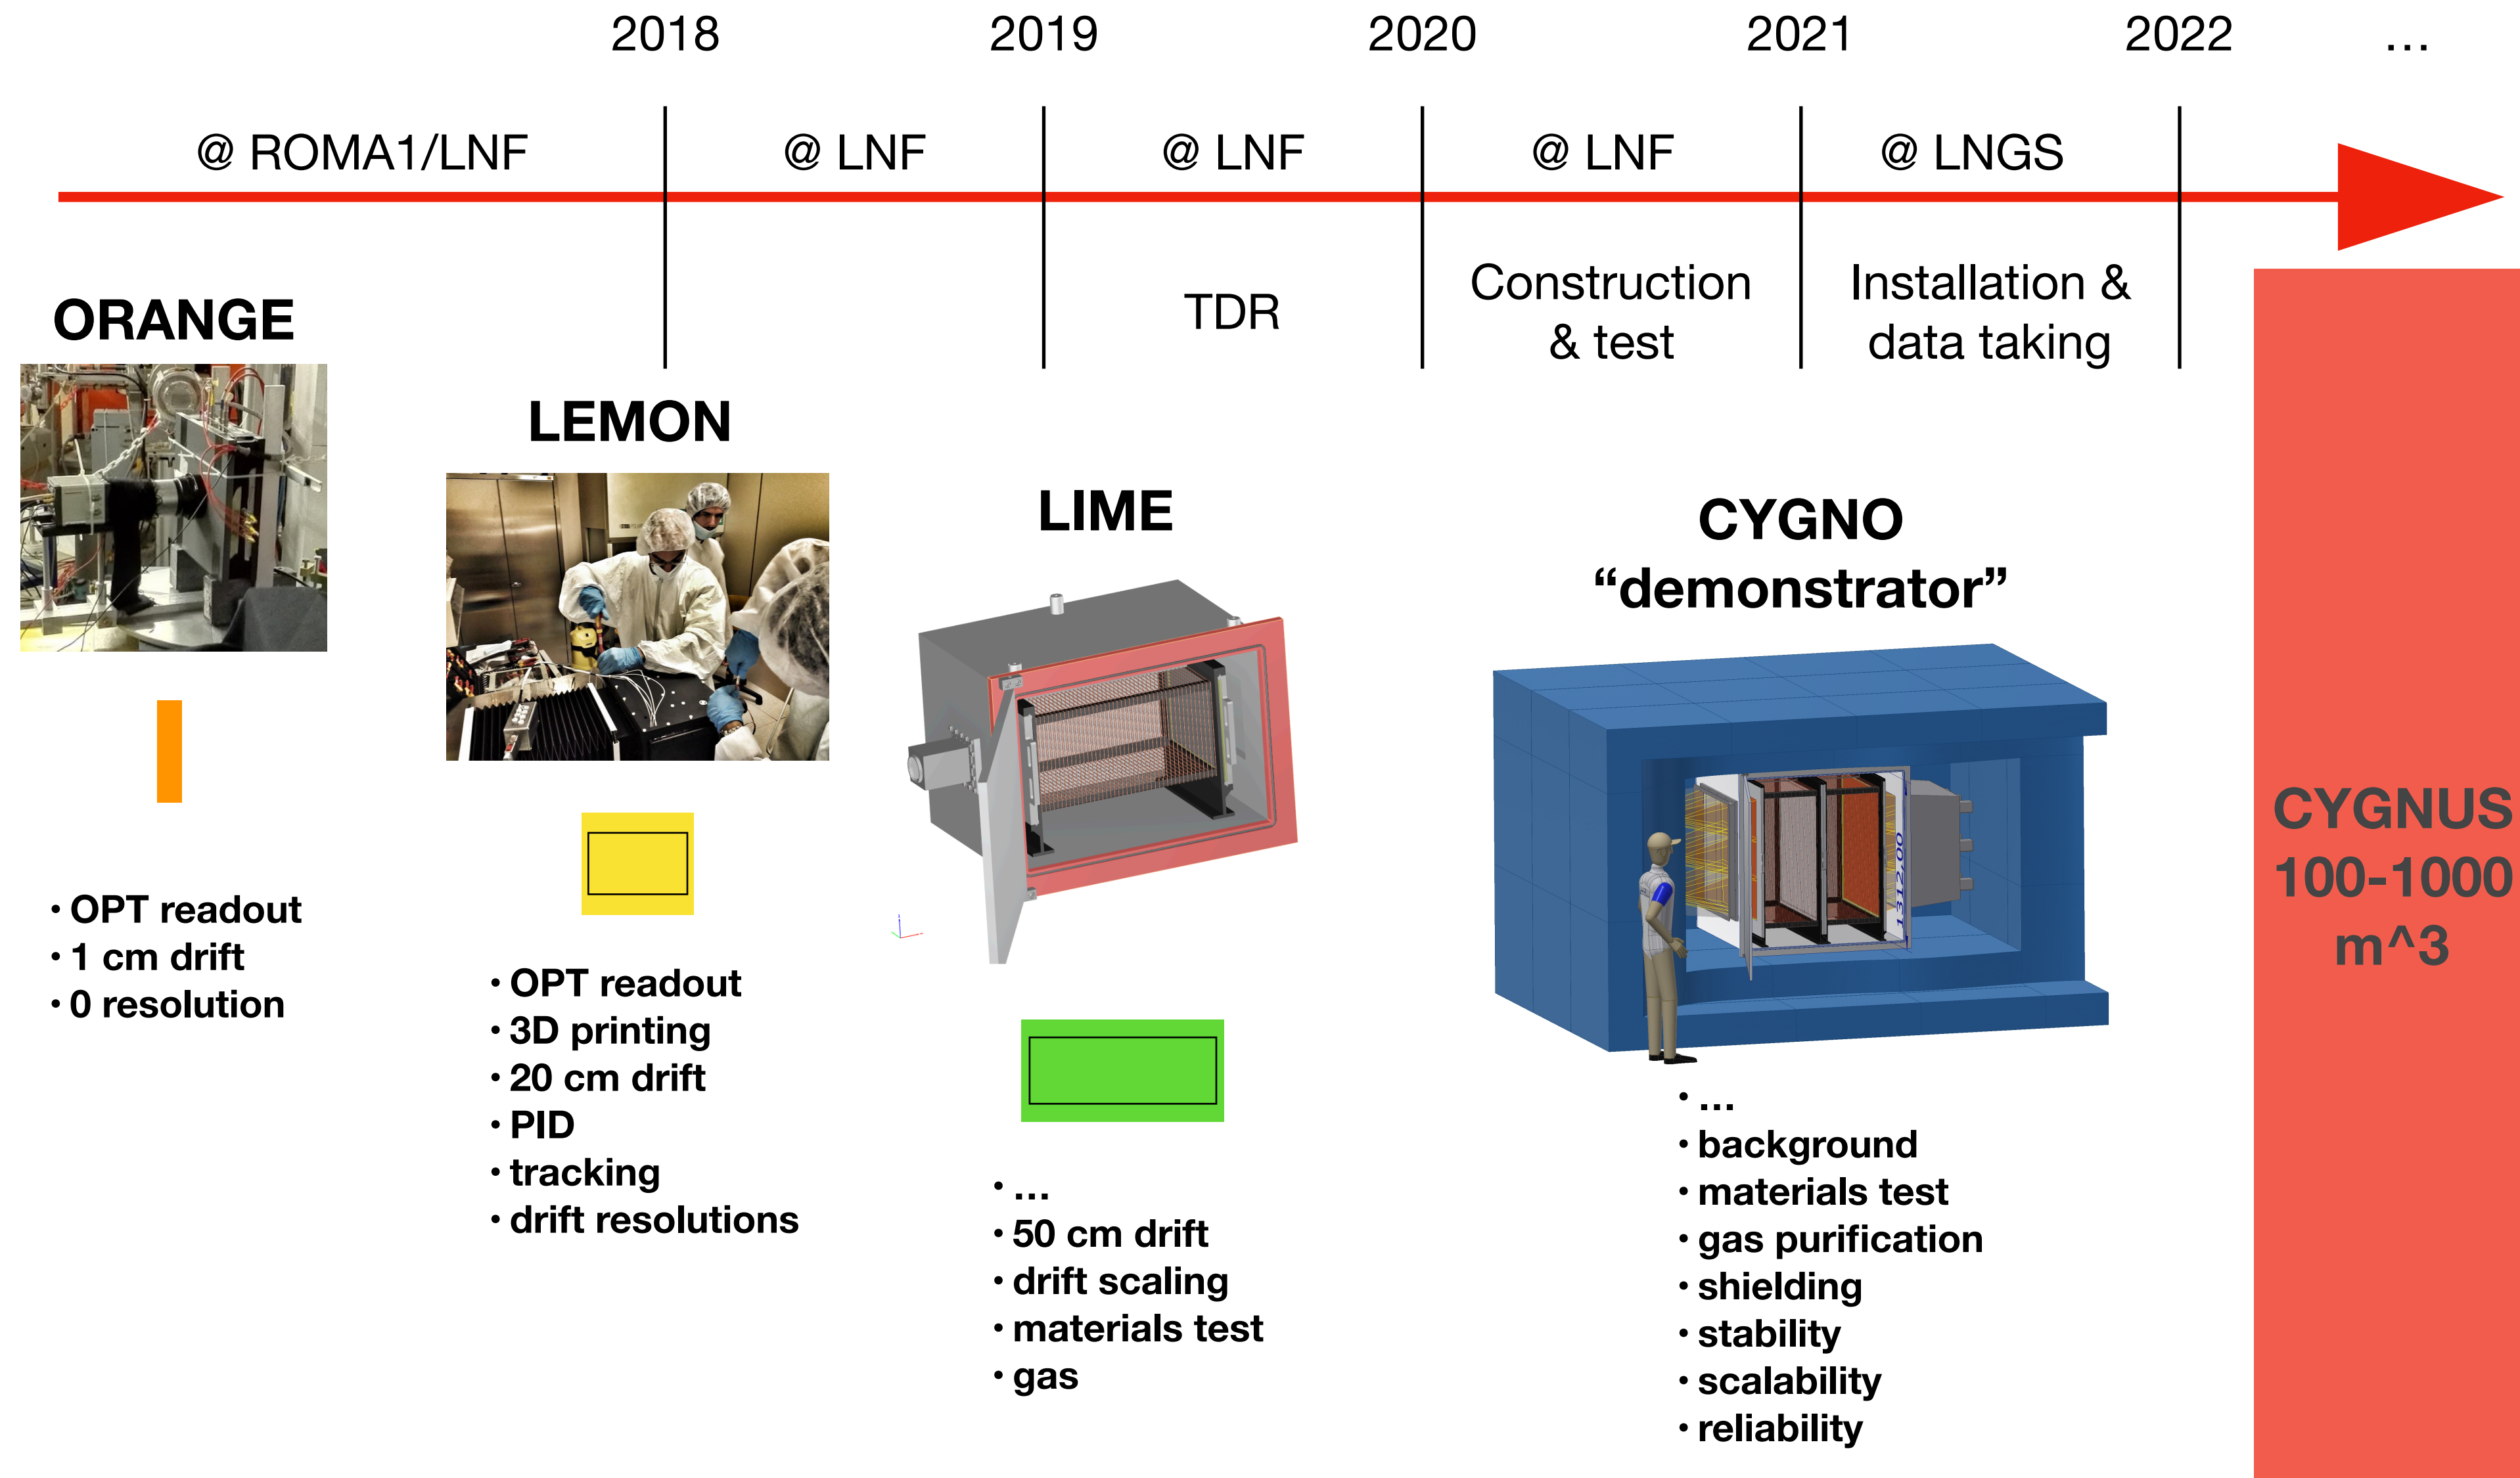 2018 2019 2020 2021 2022 ...
@ ROMA1/LNF @ LNF @ LNF @ LNF @ LNGS
TDR
Construction
& test
Installation &
data taking
ORANGE
• OPT readout
• 1 cm drift
• 0 resolution
LEMON
• OPT readout
• 3D printing
• 20 cm drift
• PID
• tracking
• drift resolutions
LIME
• ...
• 50 cm drift
• drift scaling
• materials test
• gas
CYGNO
“demonstrator”
1312,00
• ...
• background
• materials test
• gas purification
• shielding
• stability
• scalability
• reliability
CYGNUS
100-1000
m^3